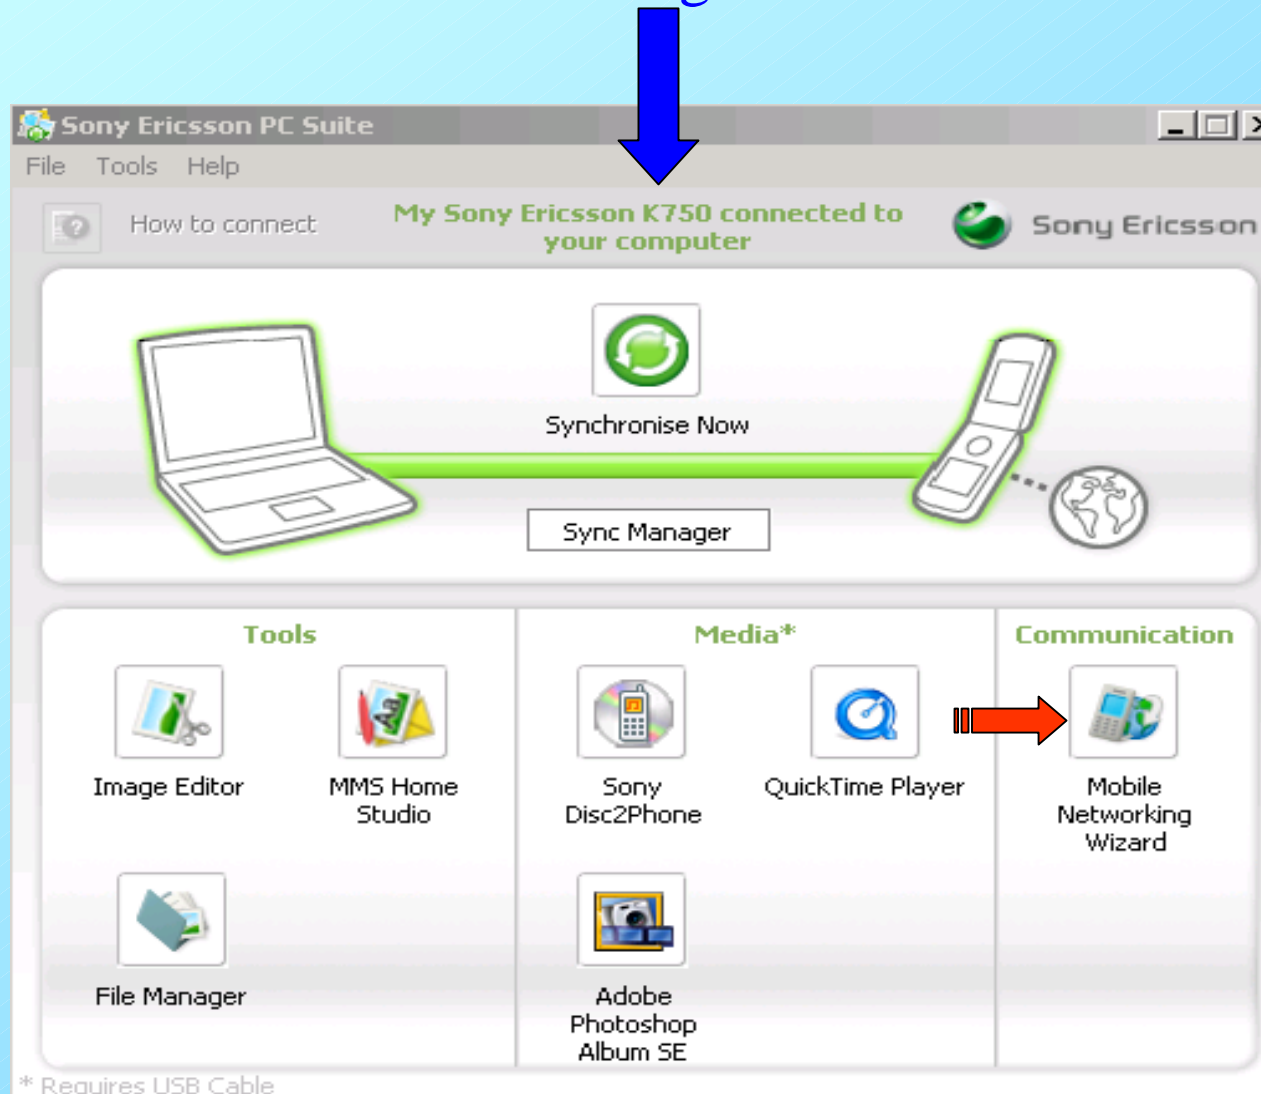 Sony Ericsson PC Suite
File Tools Help
How to connect
My Sony Ericsson K750 connected to
your computer
Sony Ericsson
Synchronise Now
Sync Manager
Tools
Media*
Communication
Image Editor
MMS Home
Studio
Sony
Disc2Phone
QuickTime Player
Mobile
Networking
Wizard
File Manager
Adobe
Photoshop
Album SE
* Requires USB Cable